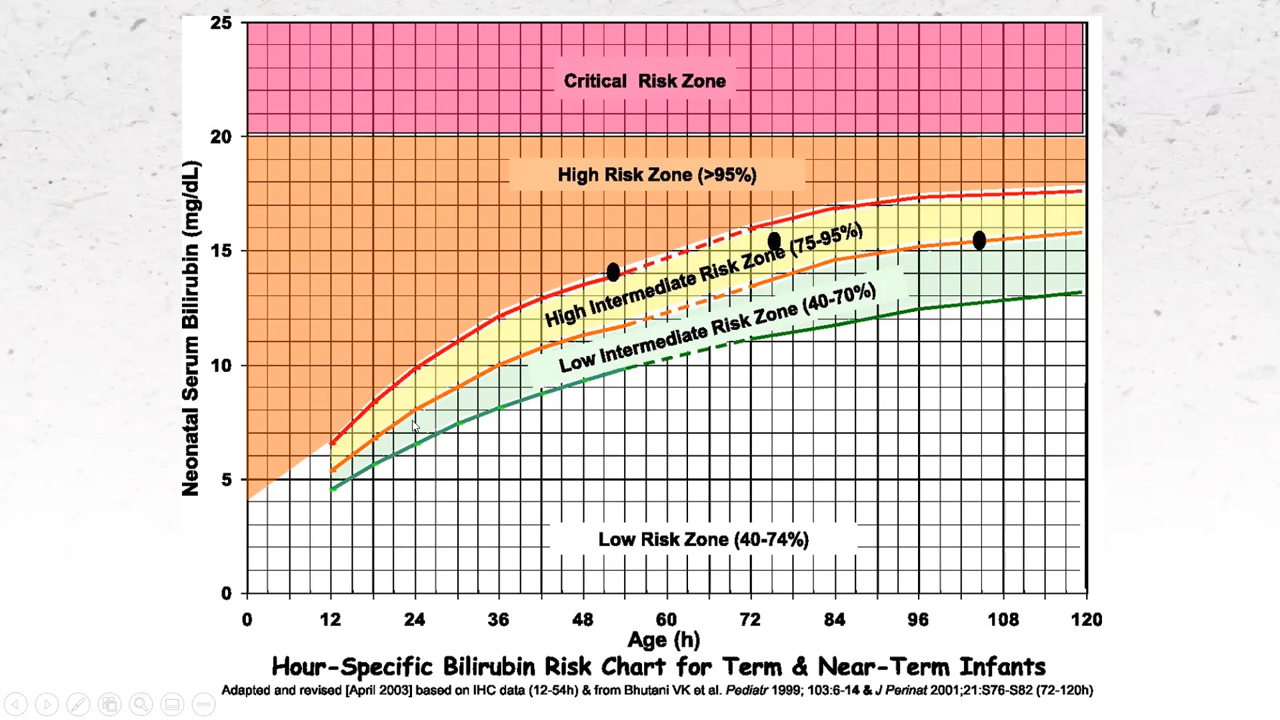 25
Critical Risk Zone
20
High Risk Zone (>95%)
15
High Intermediate Risk Zone (75-95%)
Low Intermediate Risk Zone (40-70%)
10
5
Low Risk Zone (40-74%)
0
Neonatal Serum Bilirubin (mg/dL)
0 12 24 36 48 60 72 84 96 108 120
Age (h)
Hour-Specific Bilirubin Risk Chart for Term & Near-Term Infants
Adapted and revised [April 2003] based on IHC data (12-54h) & from Bhutani VK et al. Pediatr 1999; 103:6-14 & J Perinat 2001;21:S76-S82 (72-120h)